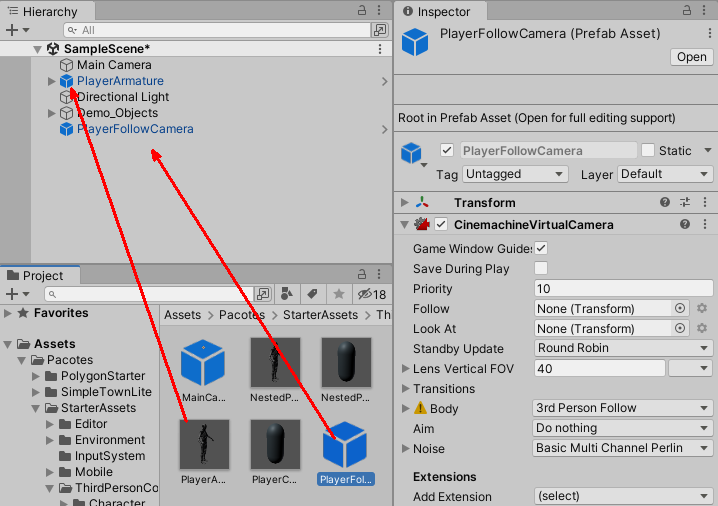 Hierarchy
All
SampleScene*
Main Camera
PlayerArmature
Directional Light
Demo_Objects
PlayerFollowCamera
Project
18
Favorites
Assets
Pacotes
PolygonStarter
SimpleTownLite
StarterAssets
Editor
Environment
InputSystem
Mobile
ThirdPersonCo
Character
Assets > Pacotes > StarterAssets > Th
MainCa...
NestedP...
NestedP...
PlayerA...
PlayerC...
PlayerFol...
Inspector
PlayerFollowCamera (Prefab Asset)
Open
Root in Prefab Asset (Open for full editing support)
PlayerFollowCamera
Static
Tag Untagged Layer Default
Transform
CinemachineVirtualCamera
Game Window Guides
Save During Play
Priority 10
Follow None (Transform)
Look At None (Transform)
Standby Update Round Robin
Lens Vertical FOV 40
Transitions
Body 3rd Person Follow
Aim Do nothing
Noise Basic Multi Channel Perlin
Extensions
Add Extension (select)